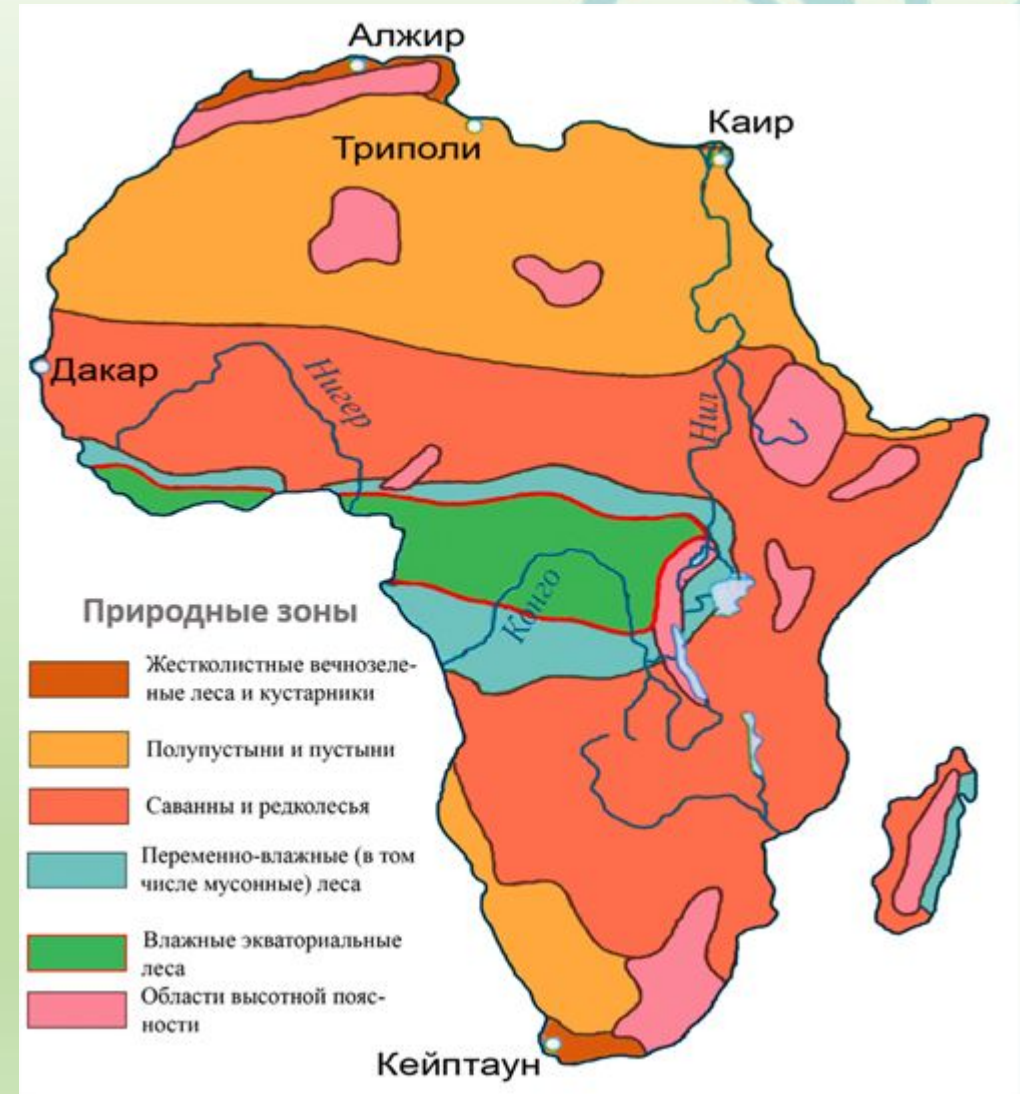 Алжир
Каир
Триполи
Дакар
Нигер
Нил
Конго
Природные зоны
Жестколистные вечнозеле-
ные леса и кустарники
Полупустыни и пустыни
Саванны и редколесья
Переменно-влажные (в том
числе мусонные) леса
Влажные экваториальные
леса
Области высотной пояс-
ности
Кейптаун